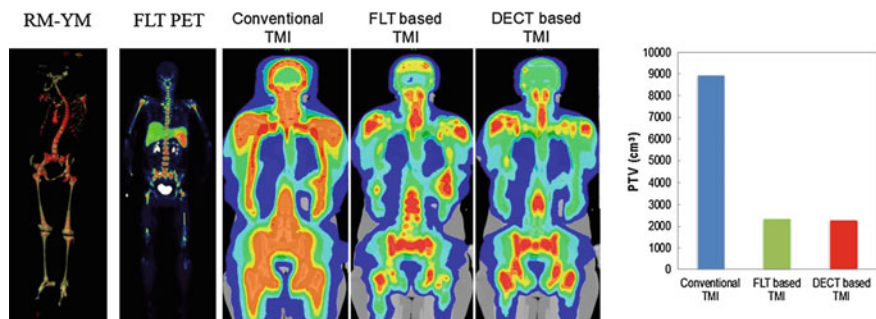 RM-YM
FLT PET
Conventional
TMI
FLT based
TMI
DECT based
TMI
PTV (cm³)
10000
9000
8000
7000
6000
5000
4000
3000
2000
1000
0
Conventional
TMI
FLT based
TMI
DECT based
TMI